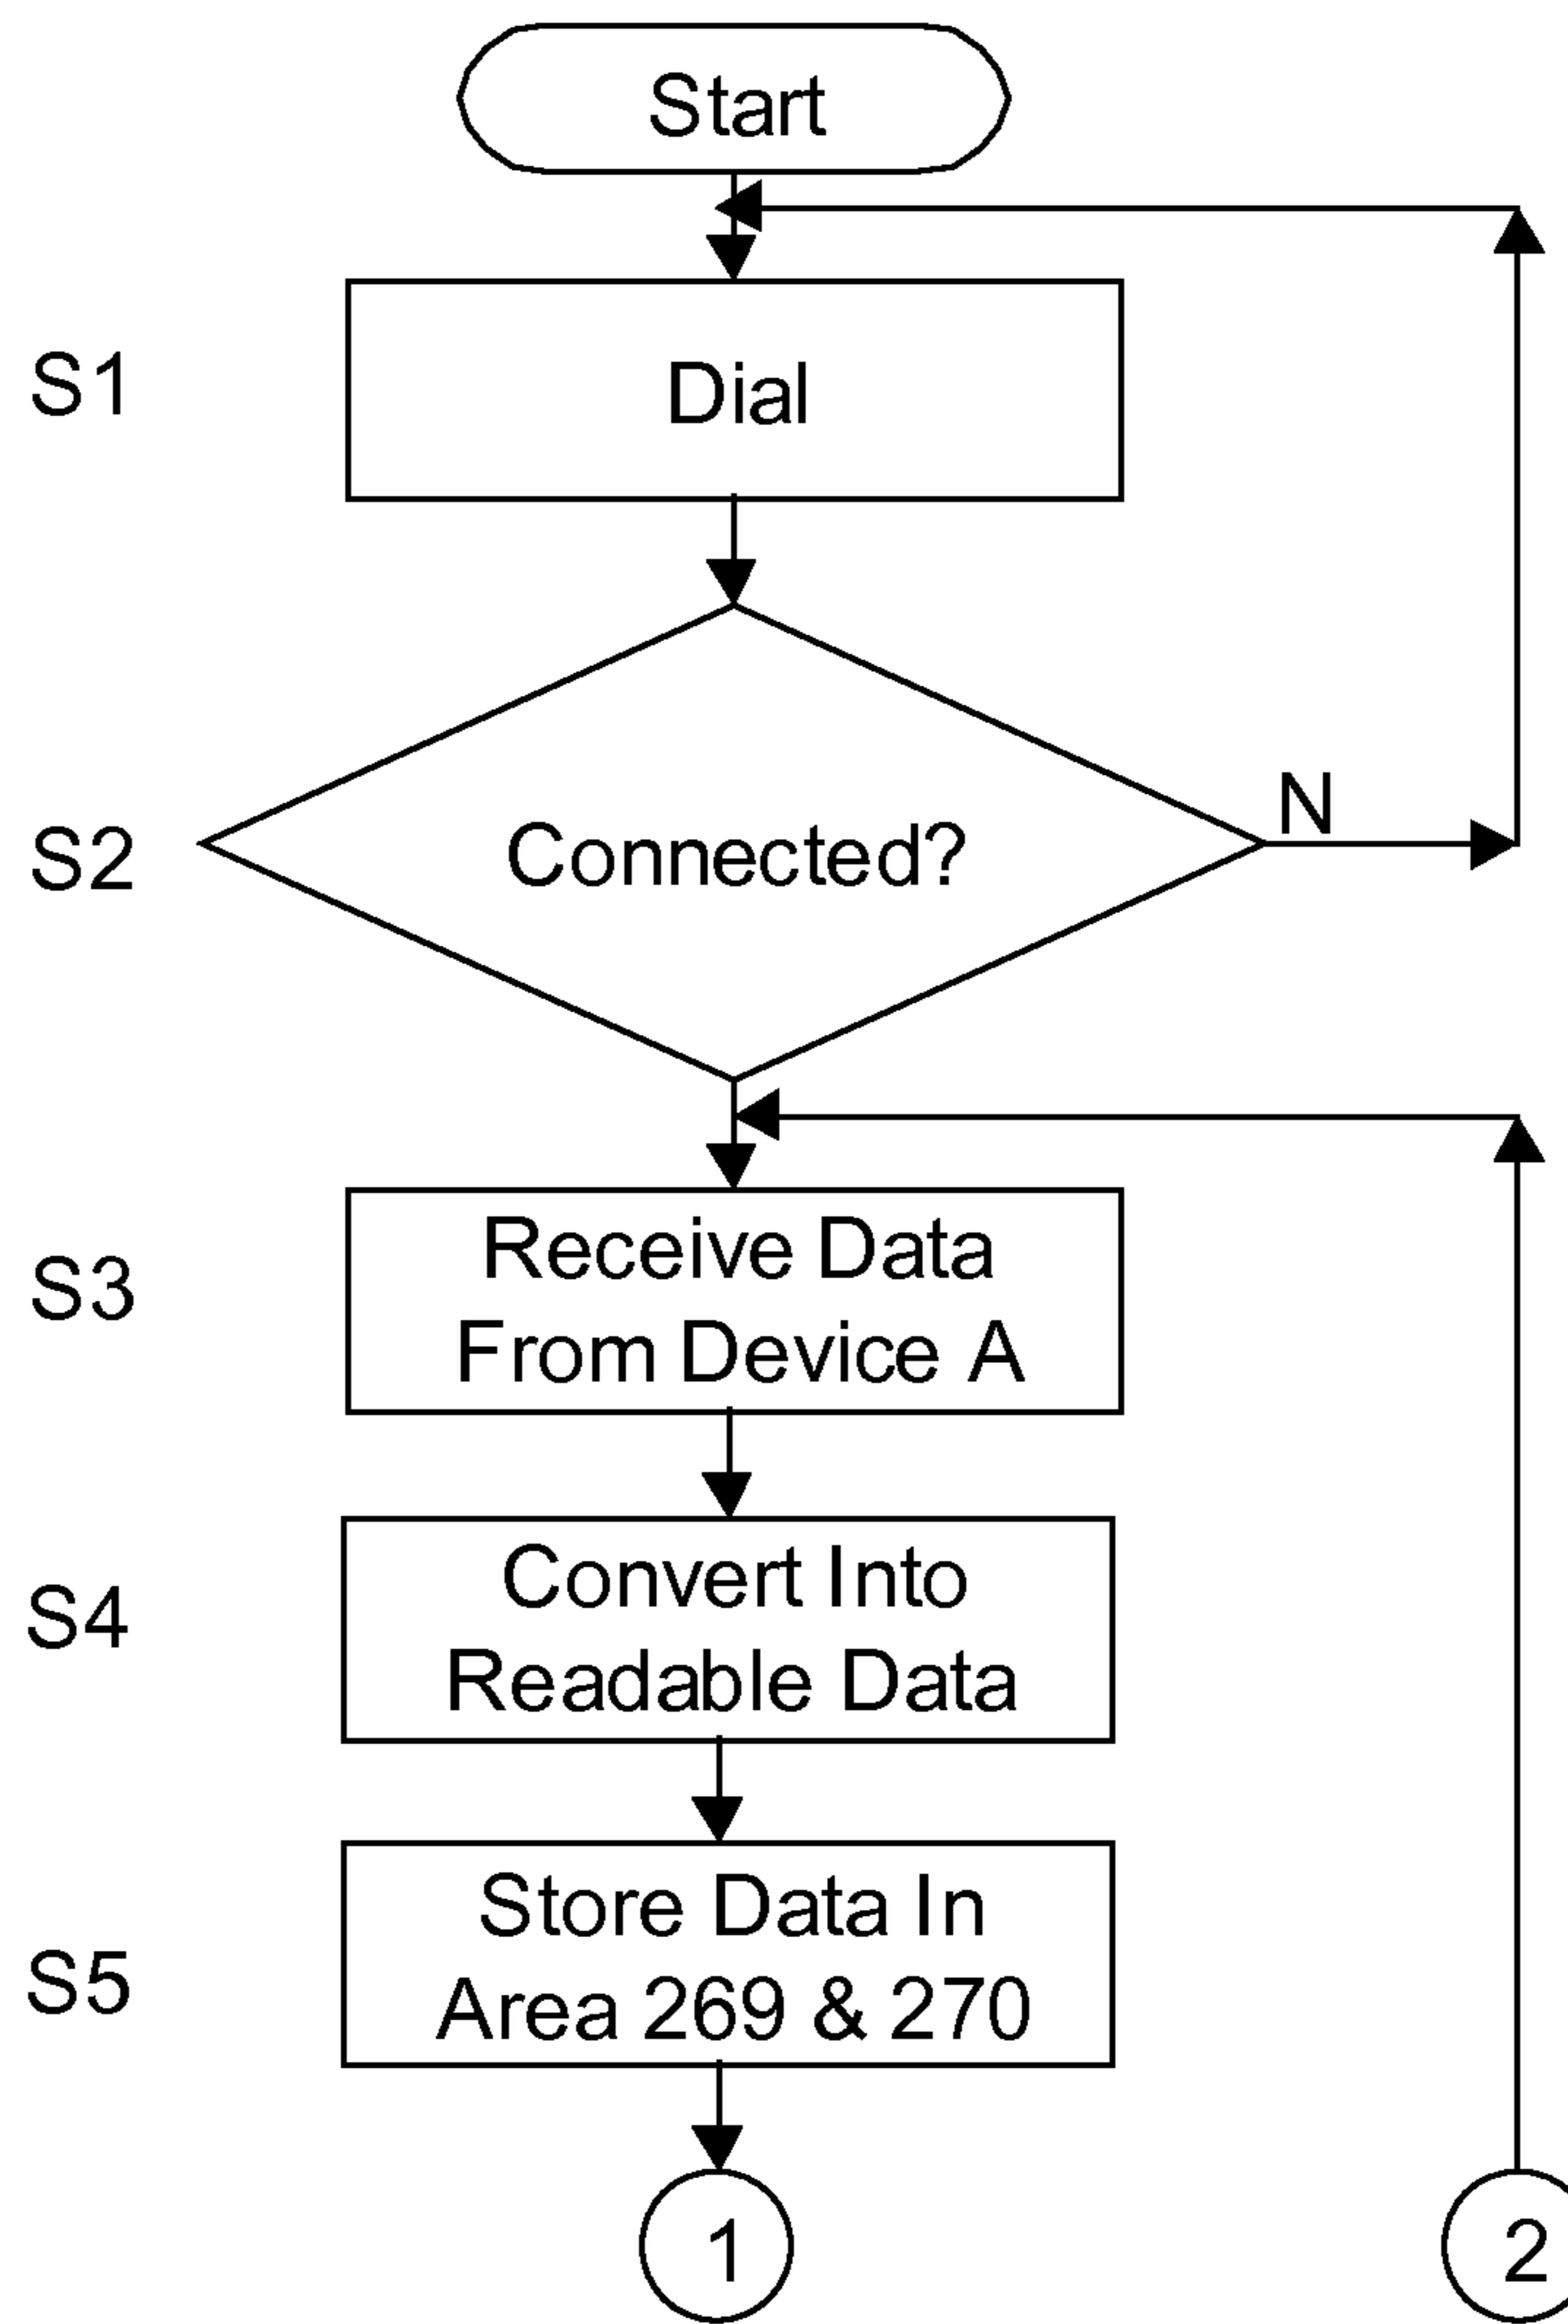 Start
S1
Dial
S2
Connected?
N
S3
Receive Data
From Device A
S4
Convert Into
Readable Data
S5
Store Data In
Area 269 & 270
1
2